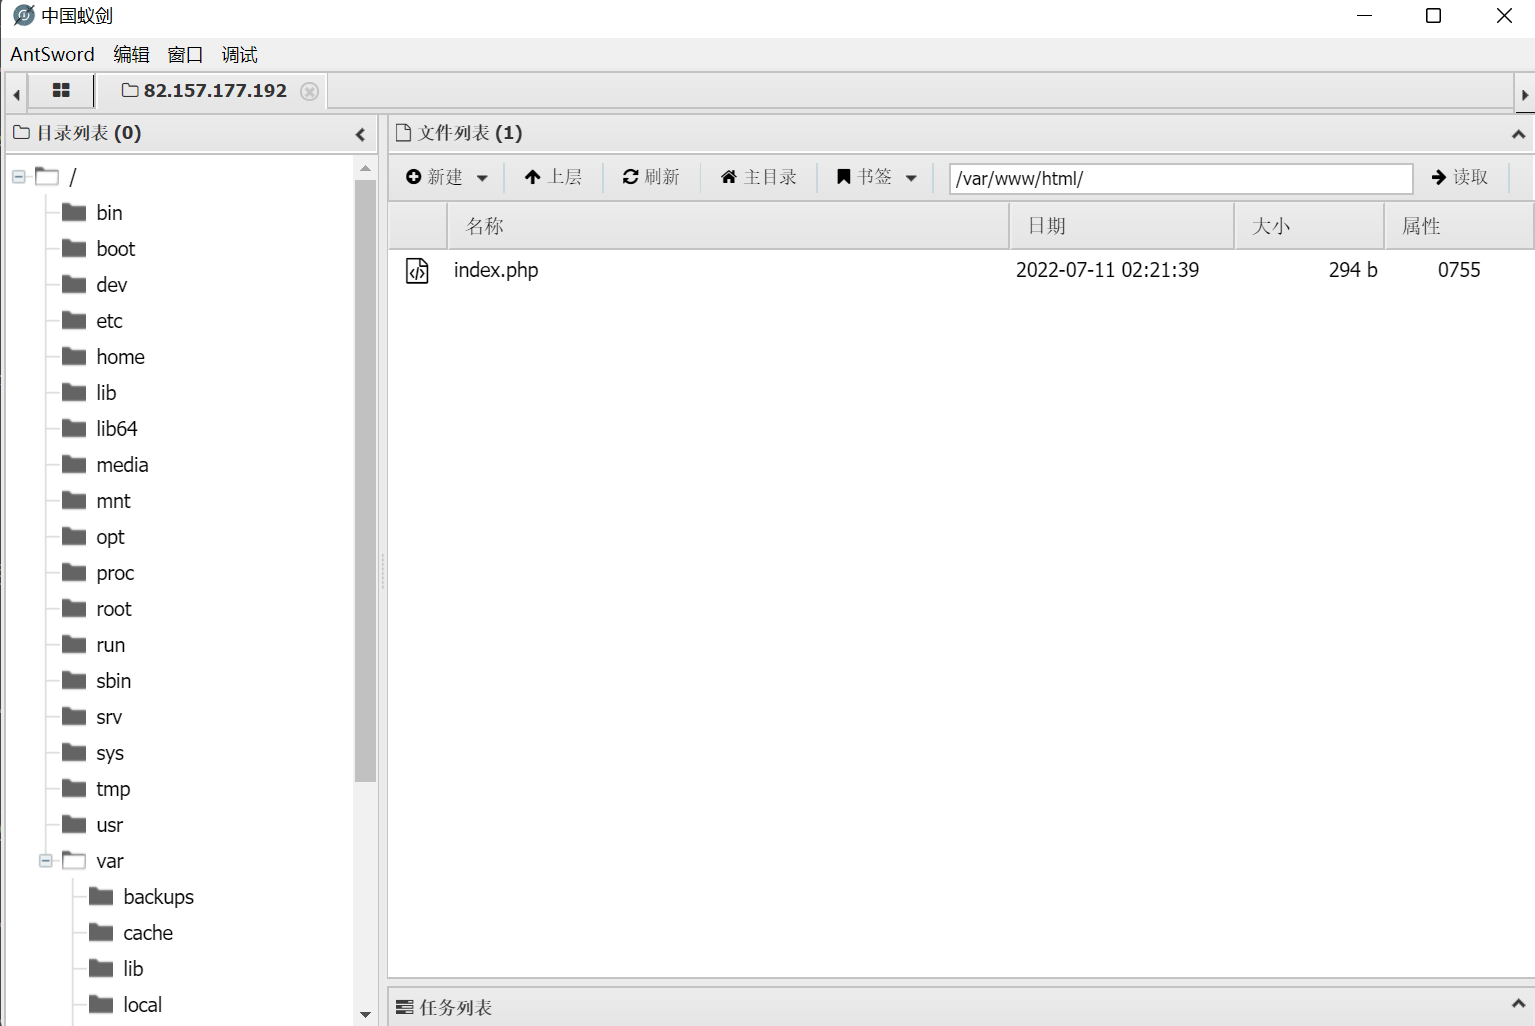 中国蚁剑
AntSword 编辑 窗口 调试
82.157.177.192
目录列表 (0)
/
bin
boot
dev
etc
home
lib
lib64
media
mnt
opt
proc
root
run
sbin
srv
sys
tmp
usr
var
backups
cache
lib
local
文件列表 (1)
新建 上层 刷新 主目录 书签 /var/www/html/ 读取
名称 日期 大小 属性
index.php 2022-07-11 02:21:39 294 b 0755
任务列表